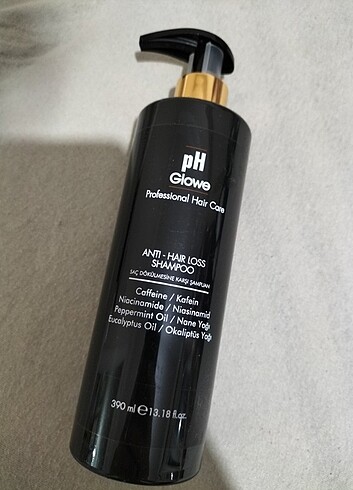 pH
Glowe
Professional Hair Care
ANTI - HAIR LOSS
SHAMPOO
SAÇ DÖKÜLMESİNE KARŞI ŞAMPUAN
Caffeine / Kafein
Niacinamide / Niasinamid
Peppermint Oil / Nane Yağı
Eucalyptus Oil / Okaliptüs Yağı
390 ml ℮ 13.18 fl.oz.